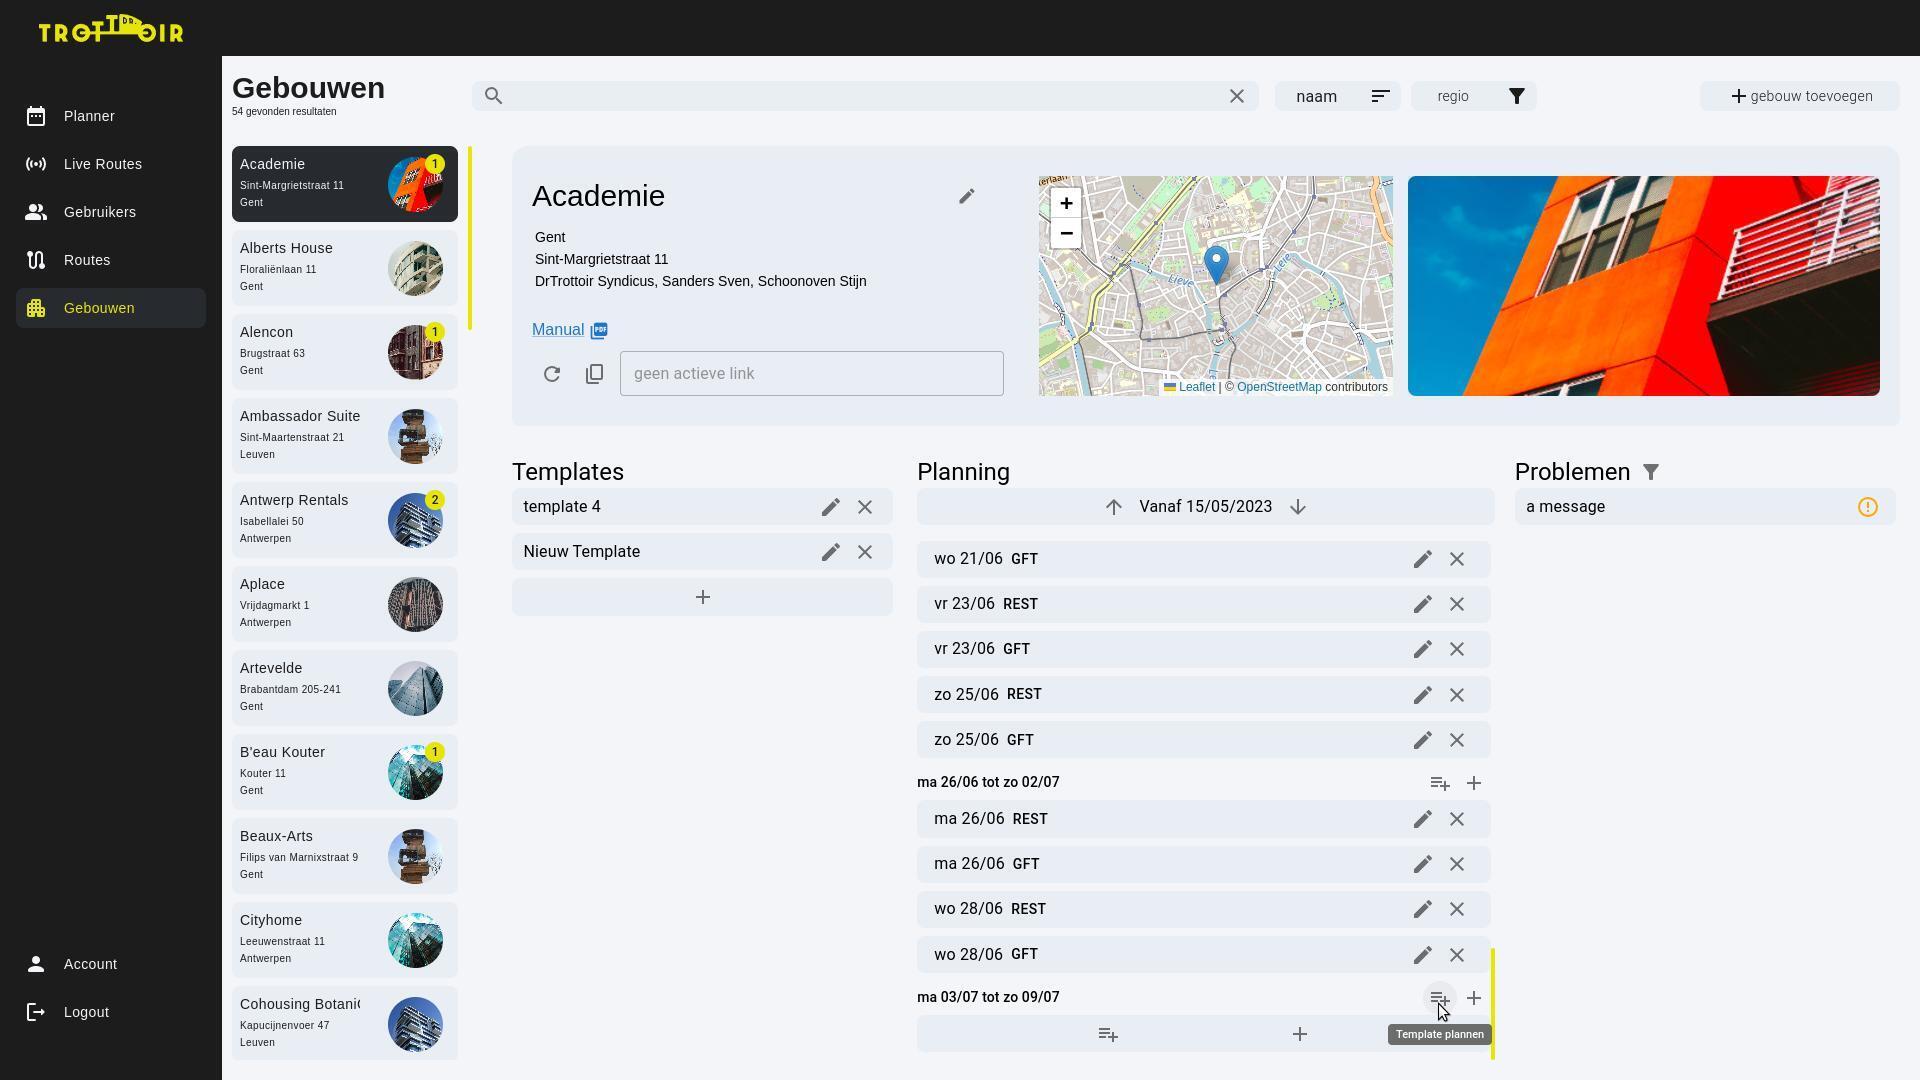 TROTTOIR
DR.
Planner
Live Routes
Gebruikers
Routes
Gebouwen
Account
Logout
Gebouwen
54 gevonden resultaten
naam
regio
gebouw toevoegen
Academie
1
Sint-Margrietstraat 11
Gent
Alberts House
Floraliënlaan 11
Gent
Alencon
1
Brugstraat 63
Gent
Ambassador Suite
Sint-Maartenstraat 21
Leuven
Antwerp Rentals
2
Isabellalei 50
Antwerpen
Aplace
Vrijdagmarkt 1
Antwerpen
Artevelde
Brabantdam 205-241
Gent
B'eau Kouter
1
Kouter 11
Gent
Beaux-Arts
Filips van Marnixstraat 9
Gent
Cityhome
Leeuwenstraat 11
Antwerpen
Cohousing Botani
Kapucijnenvoer 47
Leuven
Academie
Gent
Sint-Margrietstraat 11
DrTrottoir Syndicus, Sanders Sven, Schoonoven Stijn
Manual PDF
geen actieve link
+
−
Lieve
Leie
Leaflet | © OpenStreetMap contributors
Templates
template 4
Nieuw Template
Planning
Vanaf 15/05/2023
wo 21/06 GFT
vr 23/06 REST
vr 23/06 GFT
zo 25/06 REST
zo 25/06 GFT
ma 26/06 tot zo 02/07
ma 26/06 REST
ma 26/06 GFT
wo 28/06 REST
wo 28/06 GFT
ma 03/07 tot zo 09/07
Template plannen
Problemen
a message